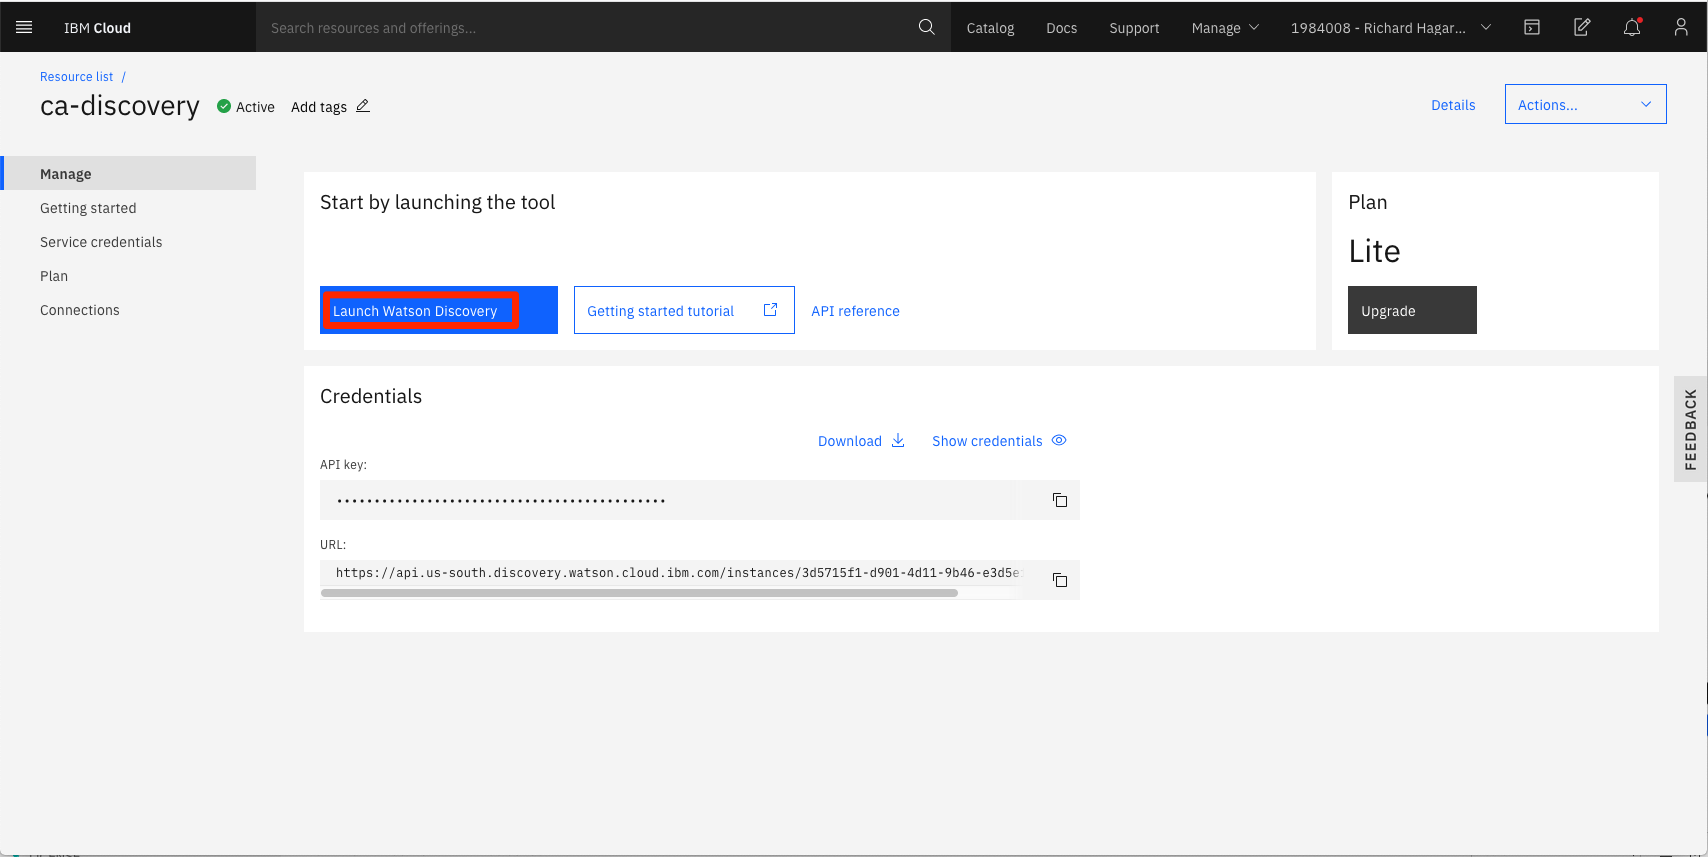 IBM Cloud
Search resources and offerings...
Catalog
Docs
Support
Manage
1984008 - Richard Hagar...
Resource list /
ca-discovery
Active
Add tags
Details
Actions...
Manage
Getting started
Service credentials
Plan
Connections
Start by launching the tool
Launch Watson Discovery
Getting started tutorial
API reference
Plan
Lite
Upgrade
Credentials
Download
Show credentials
API key:
••••••••••••••••••••••••••••••••••••••••••••
URL:
https://api.us-south.discovery.watson.cloud.ibm.com/instances/3d5715f1-d901-4d11-9b46-e3d5e
FEEDBACK